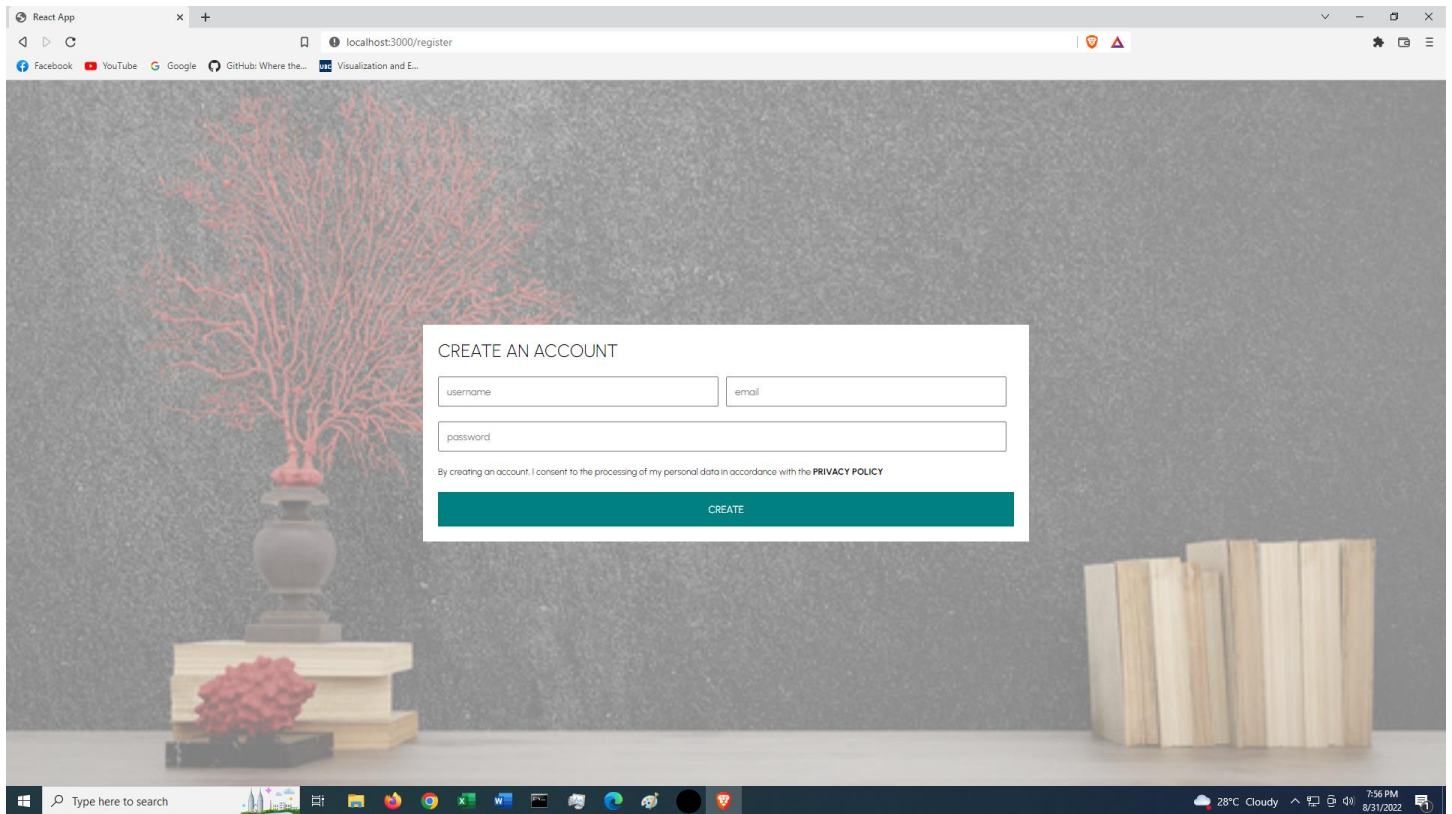 React App
localhost:3000/register
Facebook YouTube Google GitHub: Where the... UBC Visualization and E...
CREATE AN ACCOUNT
username email
password
By creating an account, I consent to the processing of my personal data in accordance with the PRIVACY POLICY
CREATE
Type here to search
28°C Cloudy
7:56 PM
8/31/2022
1